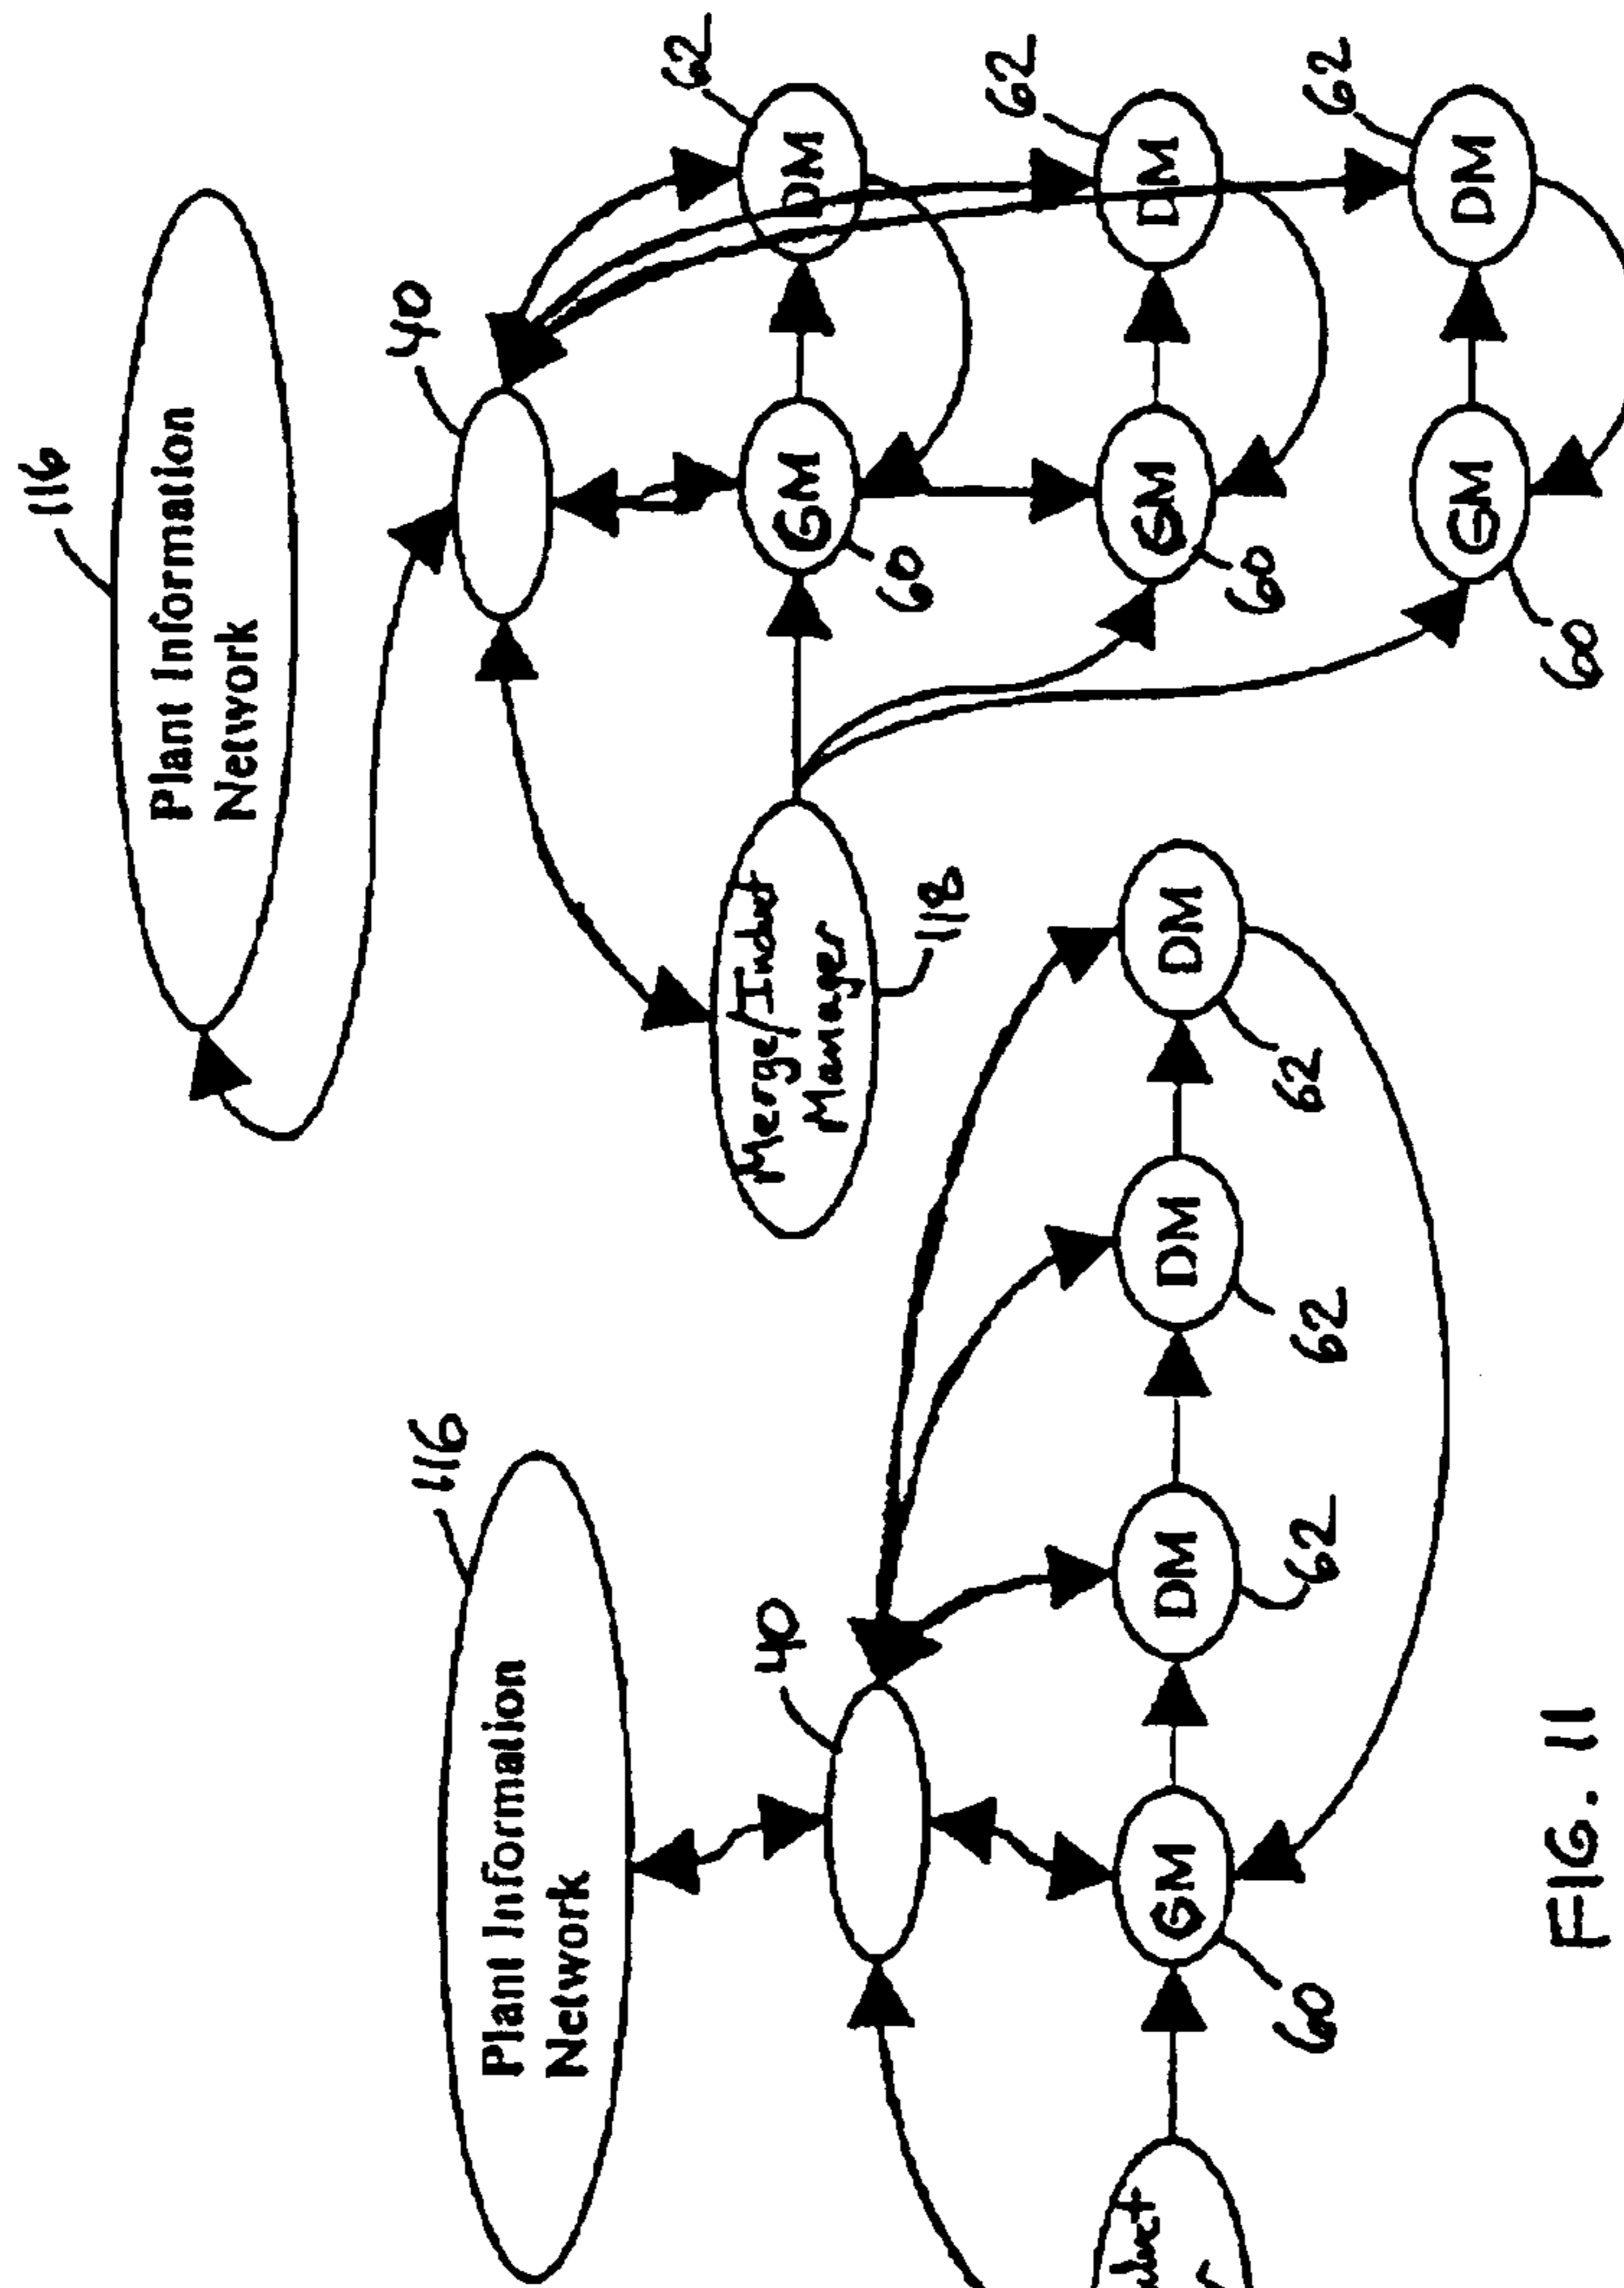 116
Plant Information
Network
40
62
DM
62
DM
62
DM
GM
60
GM
60
GM
60
Merge/Induct
Manager
118
116
Plant Information
Network
40
GM
60
DM
62
DM
62
DM
62
FIG. 11